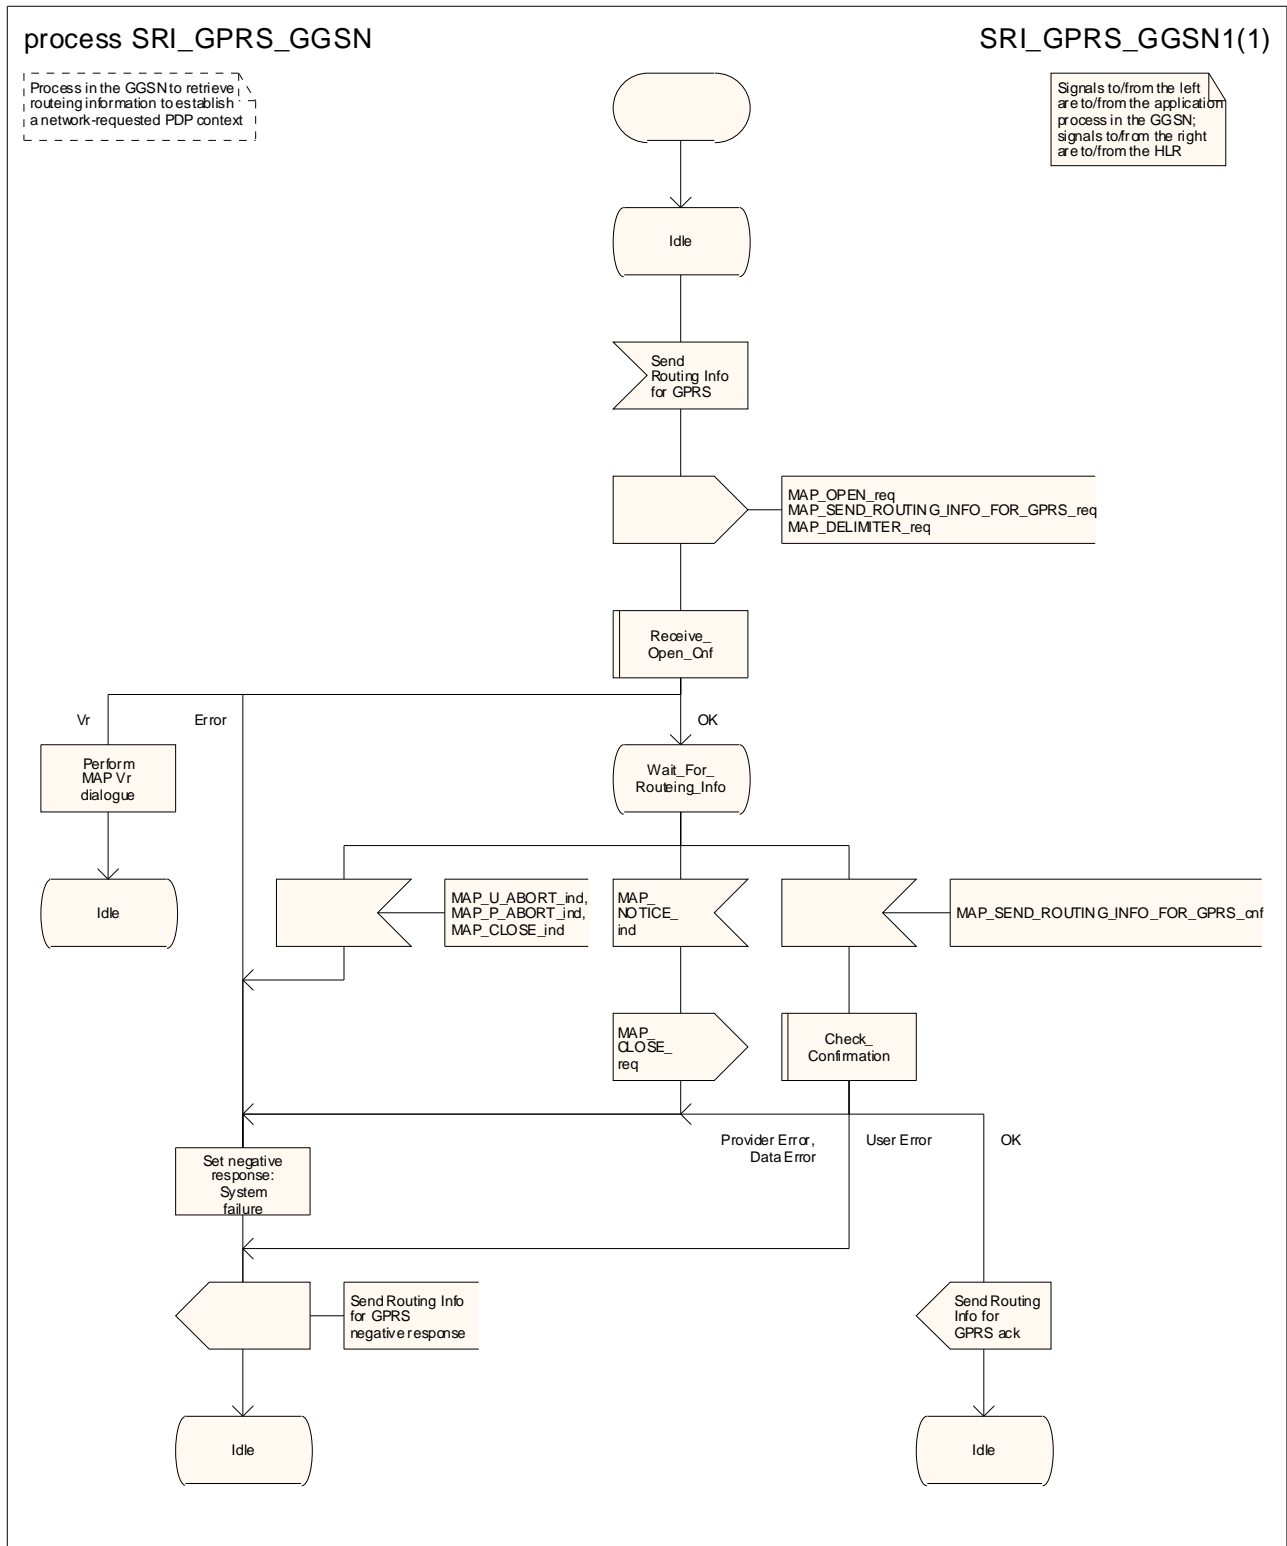 process SRI_GPRS_GGSN
SRI_GPRS_GGSN1(1)
Process in the GGSN to retrieve
routeing information to establish
a network-requested PDP context
Signals to/from the left
are to/from the application
process in the GGSN;
signals to/from the right
are to/from the HLR
Idle
Send
Routing Info
for GPRS
MAP_OPEN_req
MAP_SEND_ROUTING_INFO_FOR_GPRS_req
MAP_DELIMITER_req
Receive_
Open_Cnf
Vr
Error
OK
Perform
MAP Vr
dialogue
Wait_For_
Routeing_Info
Idle
MAP_U_ABORT_ind,
MAP_P_ABORT_ind,
MAP_CLOSE_ind
MAP_
NOTICE_
ind
MAP_SEND_ROUTING_INFO_FOR_GPRS_cnf
MAP_
CLOSE_
req
Check_
Confirmation
Provider Error,
Data Error
User Error
OK
Set negative
response:
System
failure
Send Routing Info
for GPRS
negative response
Send Routing
Info for
GPRS ack
Idle
Idle